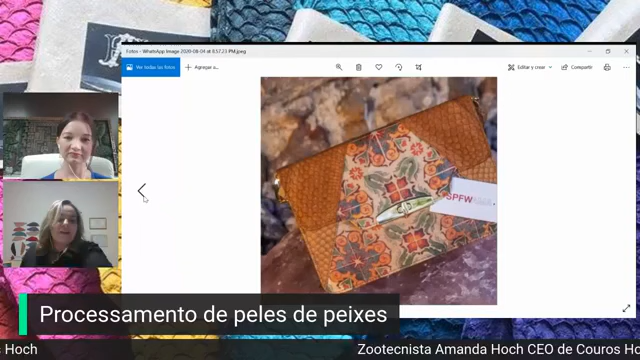 Fotos - WhatsApp Image 2020-08-04 at 8.57.23 PM.jpeg
Ver todas las fotos
Agregar a...
Editar y crear
Compartir
SPFW
Processamento de peles de peixes
s Hoch
Zootecnista Amanda Hoch CEO de Couros Ho